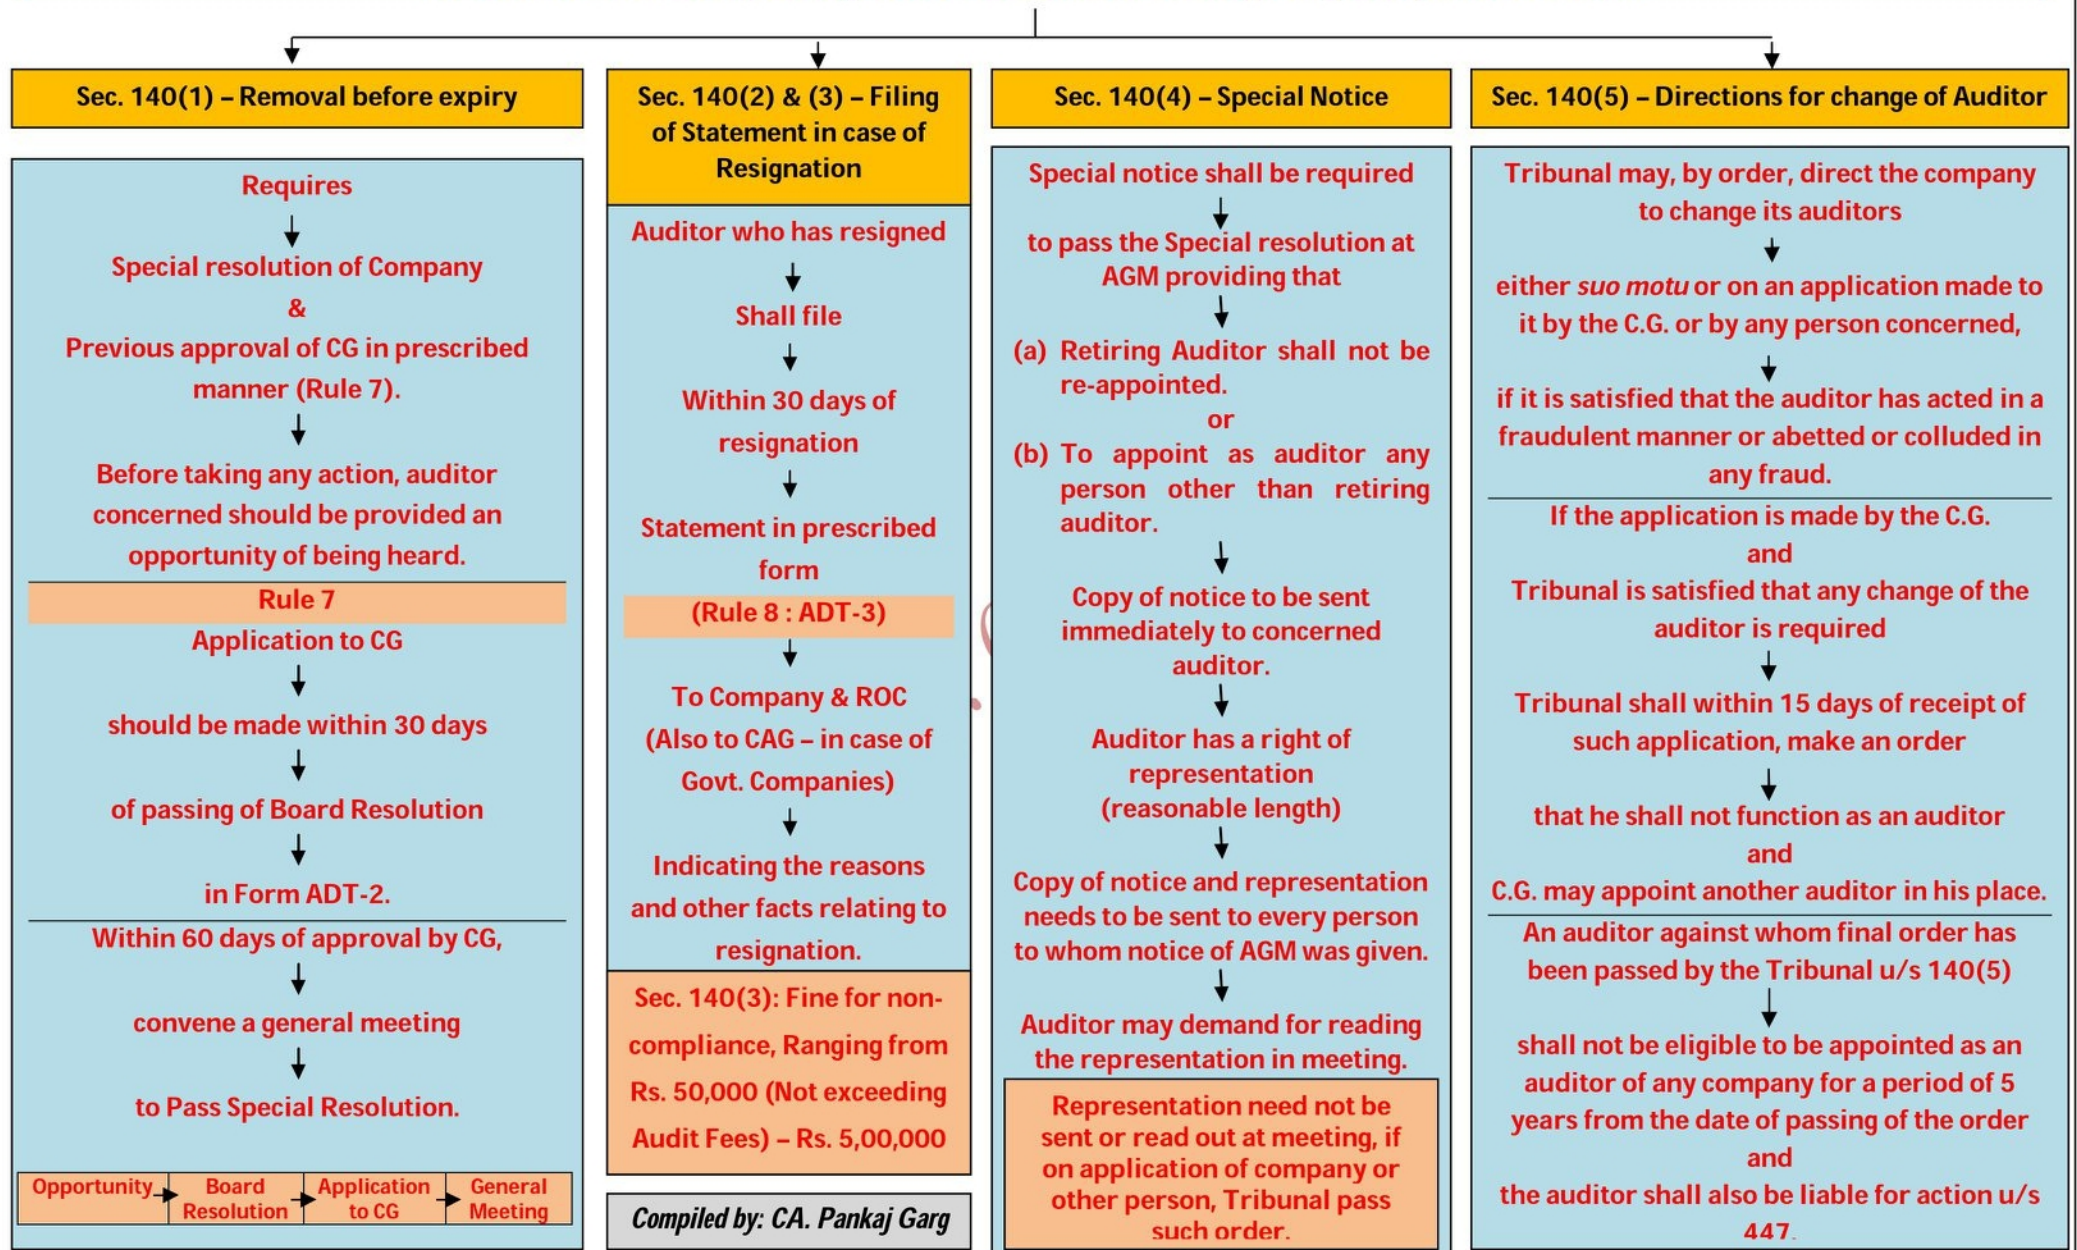 Sec. 140(1) – Removal before expiry
Requires
Special resolution of Company
&
Previous approval of CG in prescribed
manner (Rule 7).
Before taking any action, auditor
concerned should be provided an
opportunity of being heard.
Rule 7
Application to CG
should be made within 30 days
of passing of Board Resolution
in Form ADT-2.
Within 60 days of approval by CG,
convene a general meeting
to Pass Special Resolution.
Opportunity
Board
Resolution
Application
to CG
General
Meeting
Sec. 140(2) & (3) – Filing
of Statement in case of
Resignation
Auditor who has resigned
Shall file
Within 30 days of
resignation
Statement in prescribed
form
(Rule 8 : ADT-3)
To Company & ROC
(Also to CAG – in case of
Govt. Companies)
Indicating the reasons
and other facts relating to
resignation.
Sec. 140(3): Fine for non-
compliance, Ranging from
Rs. 50,000 (Not exceeding
Audit Fees) – Rs. 5,00,000
Compiled by: CA. Pankaj Garg
Sec. 140(4) – Special Notice
Special notice shall be required
to pass the Special resolution at
AGM providing that
(a) Retiring Auditor shall not be
re-appointed.
or
(b) To appoint as auditor any
person other than retiring
auditor.
Copy of notice to be sent
immediately to concerned
auditor.
Auditor has a right of
representation
(reasonable length)
Copy of notice and representation
needs to be sent to every person
to whom notice of AGM was given.
Auditor may demand for reading
the representation in meeting.
Representation need not be
sent or read out at meeting, if
on application of company or
other person, Tribunal pass
such order.
Sec. 140(5) – Directions for change of Auditor
Tribunal may, by order, direct the company
to change its auditors
either suo motu or on an application made to
it by the C.G. or by any person concerned,
if it is satisfied that the auditor has acted in a
fraudulent manner or abetted or colluded in
any fraud.
If the application is made by the C.G.
and
Tribunal is satisfied that any change of the
auditor is required
Tribunal shall within 15 days of receipt of
such application, make an order
that he shall not function as an auditor
and
C.G. may appoint another auditor in his place.
An auditor against whom final order has
been passed by the Tribunal u/s 140(5)
shall not be eligible to be appointed as an
auditor of any company for a period of 5
years from the date of passing of the order
and
the auditor shall also be liable for action u/s
447.